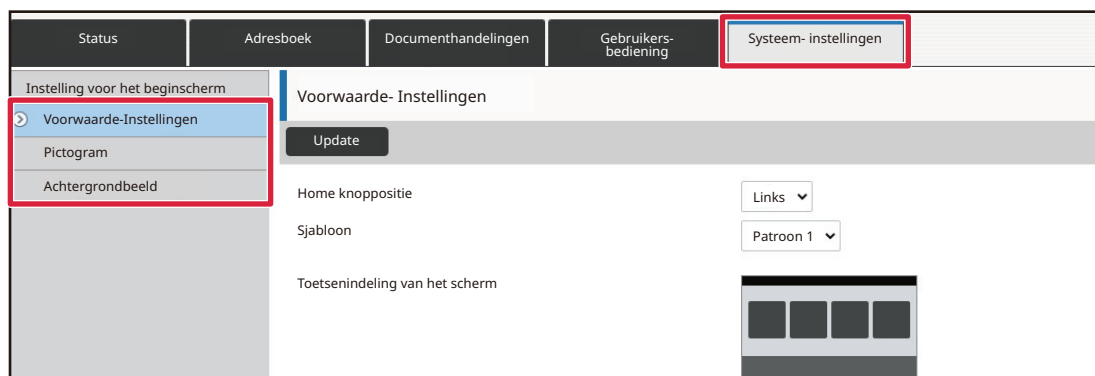 Status
Adresboek
Documenthandelingen
Gebruikers-
bediening
Systeem- instellingen
Instelling voor het beginscherm
Voorwaarde-Instellingen
Pictogram
Achtergrondbeeld
Voorwaarde- Instellingen
Update
Home knoppositie
Links
Sjabloon
Patroon 1
Toetsenindeling van het scherm